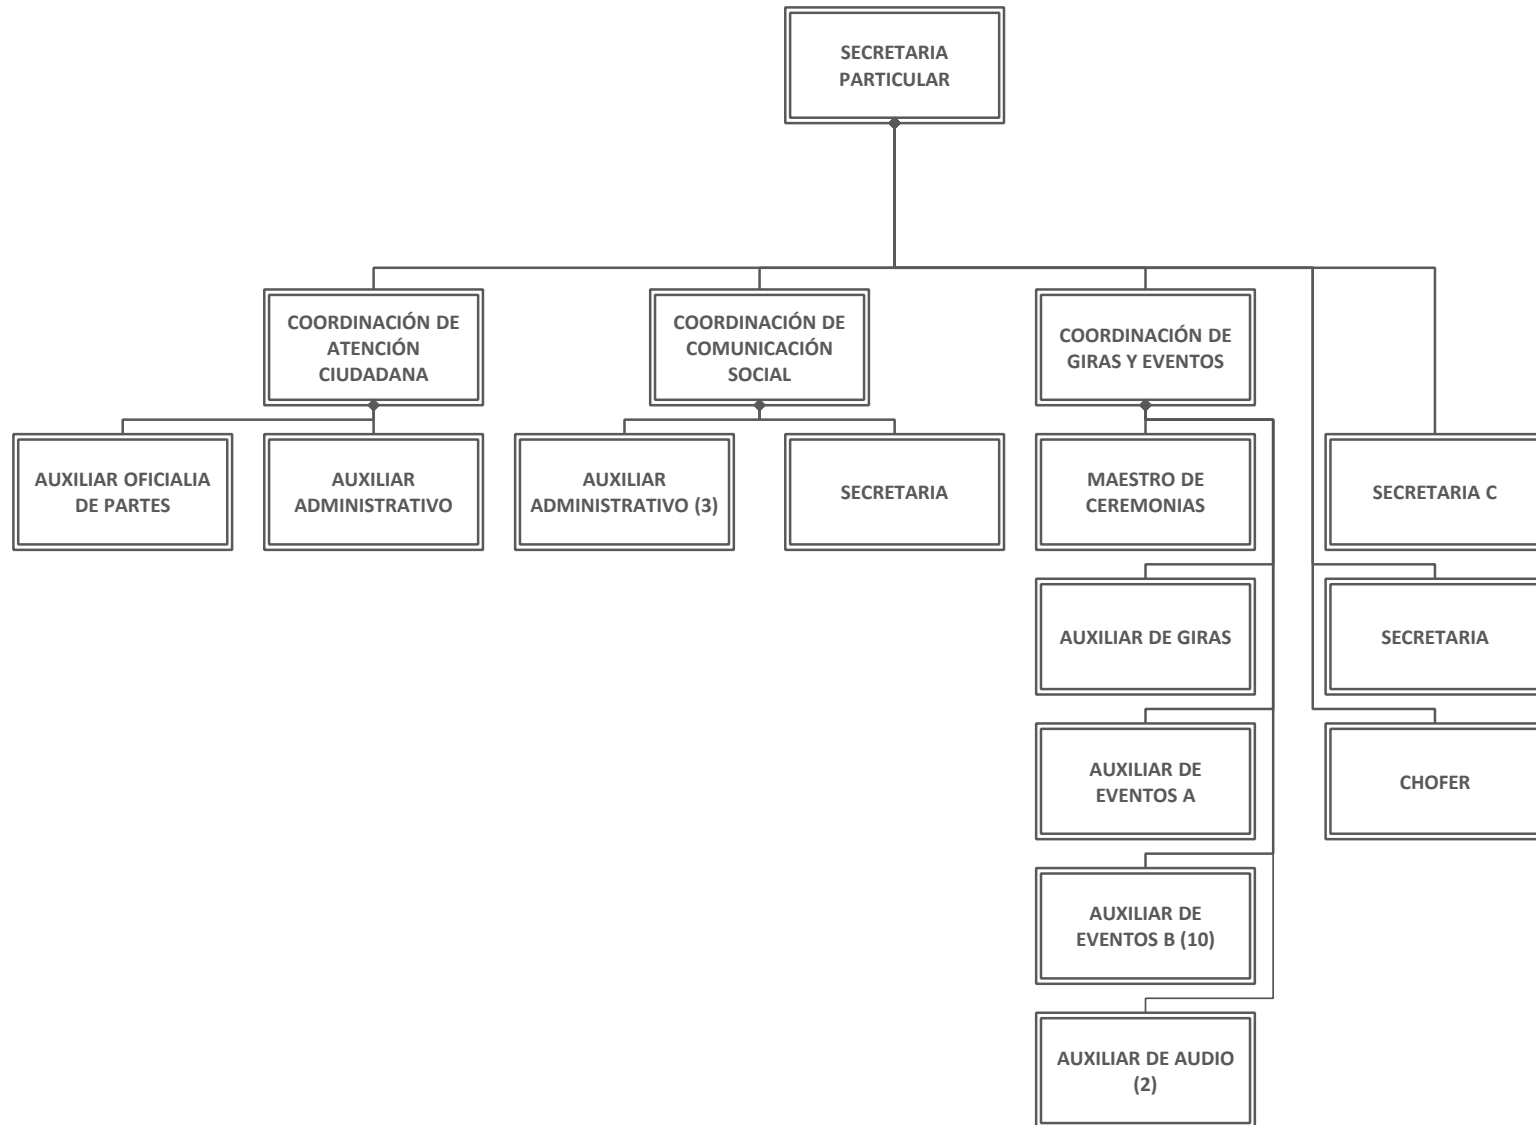 SECRETARIA
PARTICULAR
COORDINACIÓN DE
ATENCIÓN
CIUDADANA
COORDINACIÓN DE
COMUNICACIÓN
SOCIAL
COORDINACIÓN DE
GIRAS Y EVENTOS
AUXILIAR OFICIALIA
DE PARTES
AUXILIAR
ADMINISTRATIVO
AUXILIAR
ADMINISTRATIVO (3)
SECRETARIA
MAESTRO DE
CEREMONIAS
SECRETARIA C
AUXILIAR DE GIRAS
SECRETARIA
AUXILIAR DE
EVENTOS A
CHOFER
AUXILIAR DE
EVENTOS B (10)
AUXILIAR DE AUDIO
(2)